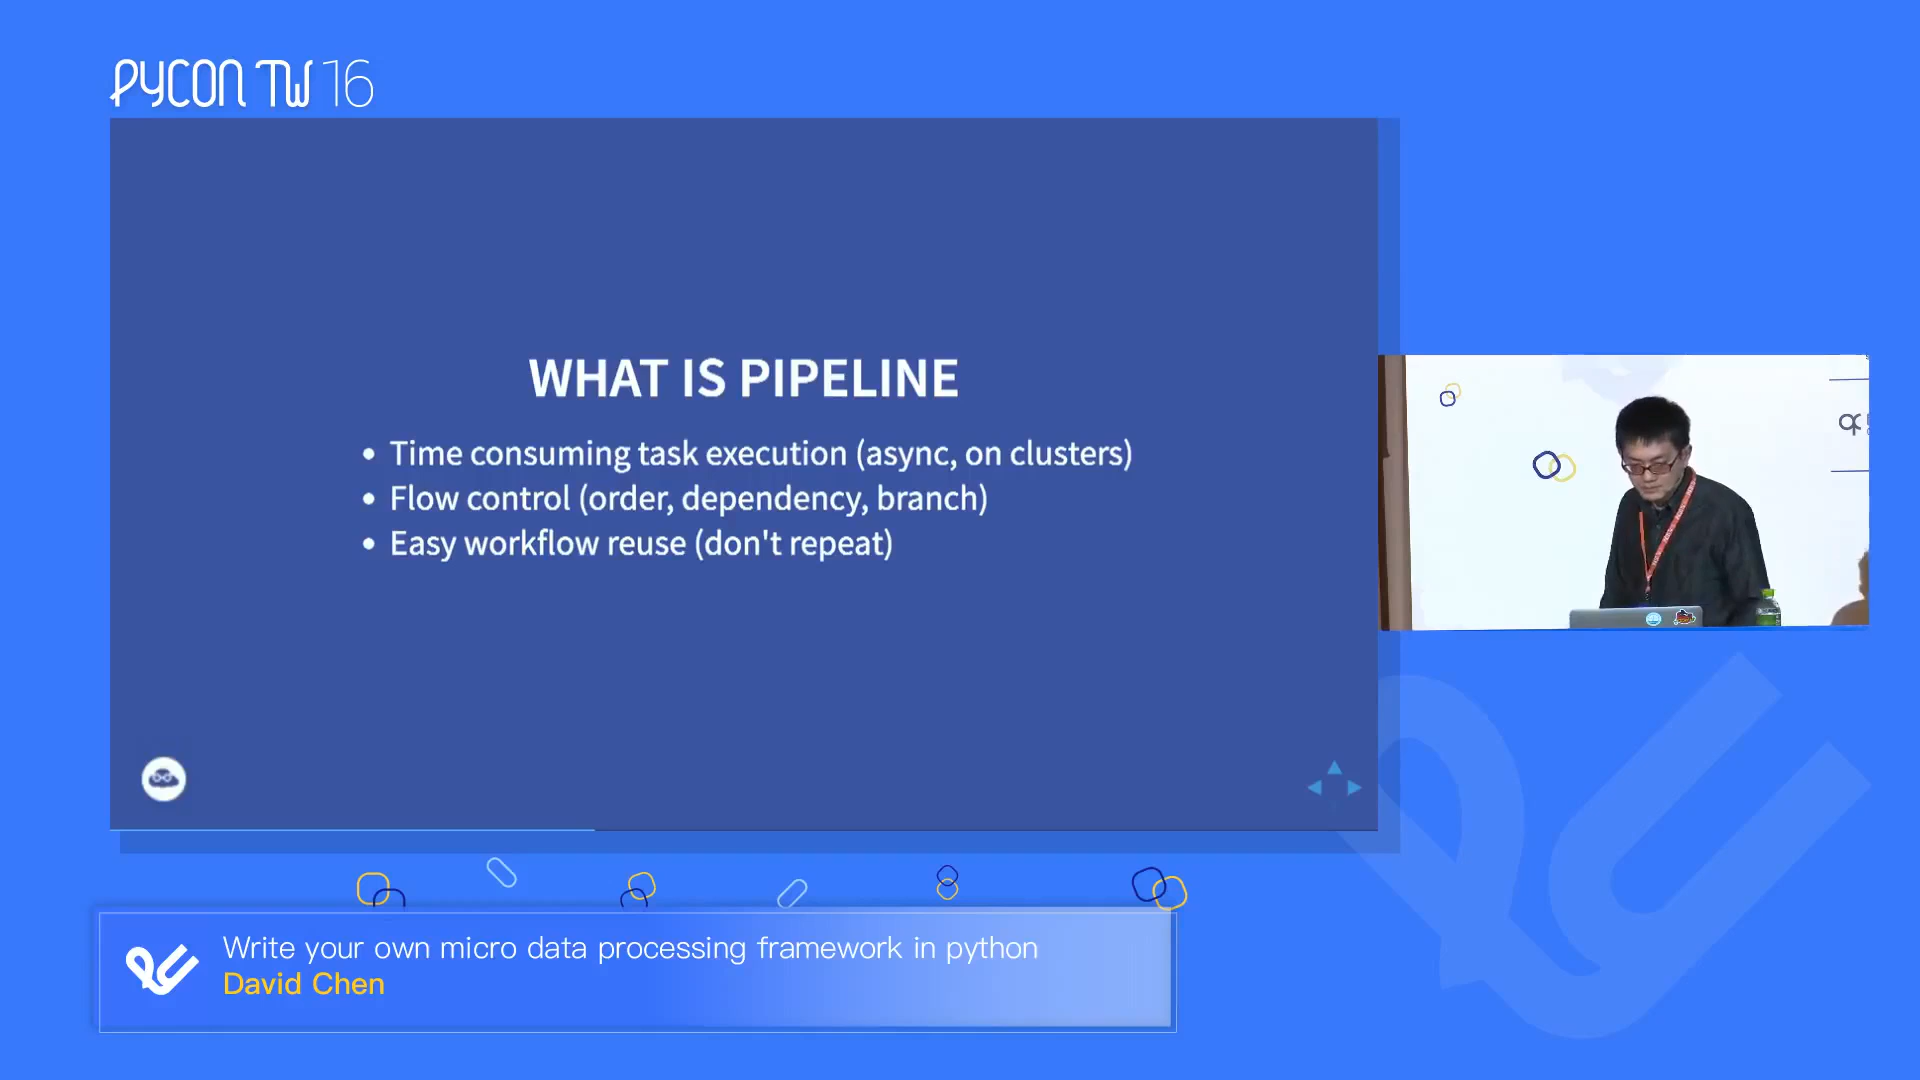 PYCON TW 16
WHAT IS PIPELINE
• Time consuming task execution (async, on clusters)
• Flow control (order, dependency, branch)
• Easy workflow reuse (don't repeat)
Write your own micro data processing framework in python
David Chen